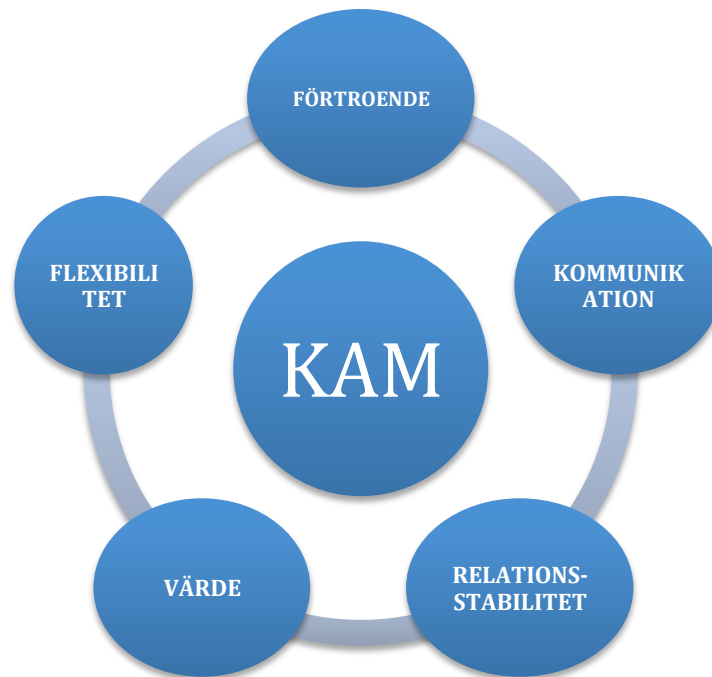 FÖRTROENDE
FLEXIBILI
TET
KOMMUNIK
ATION
KAM
VÄRDE
RELATIONS-
STABILITET